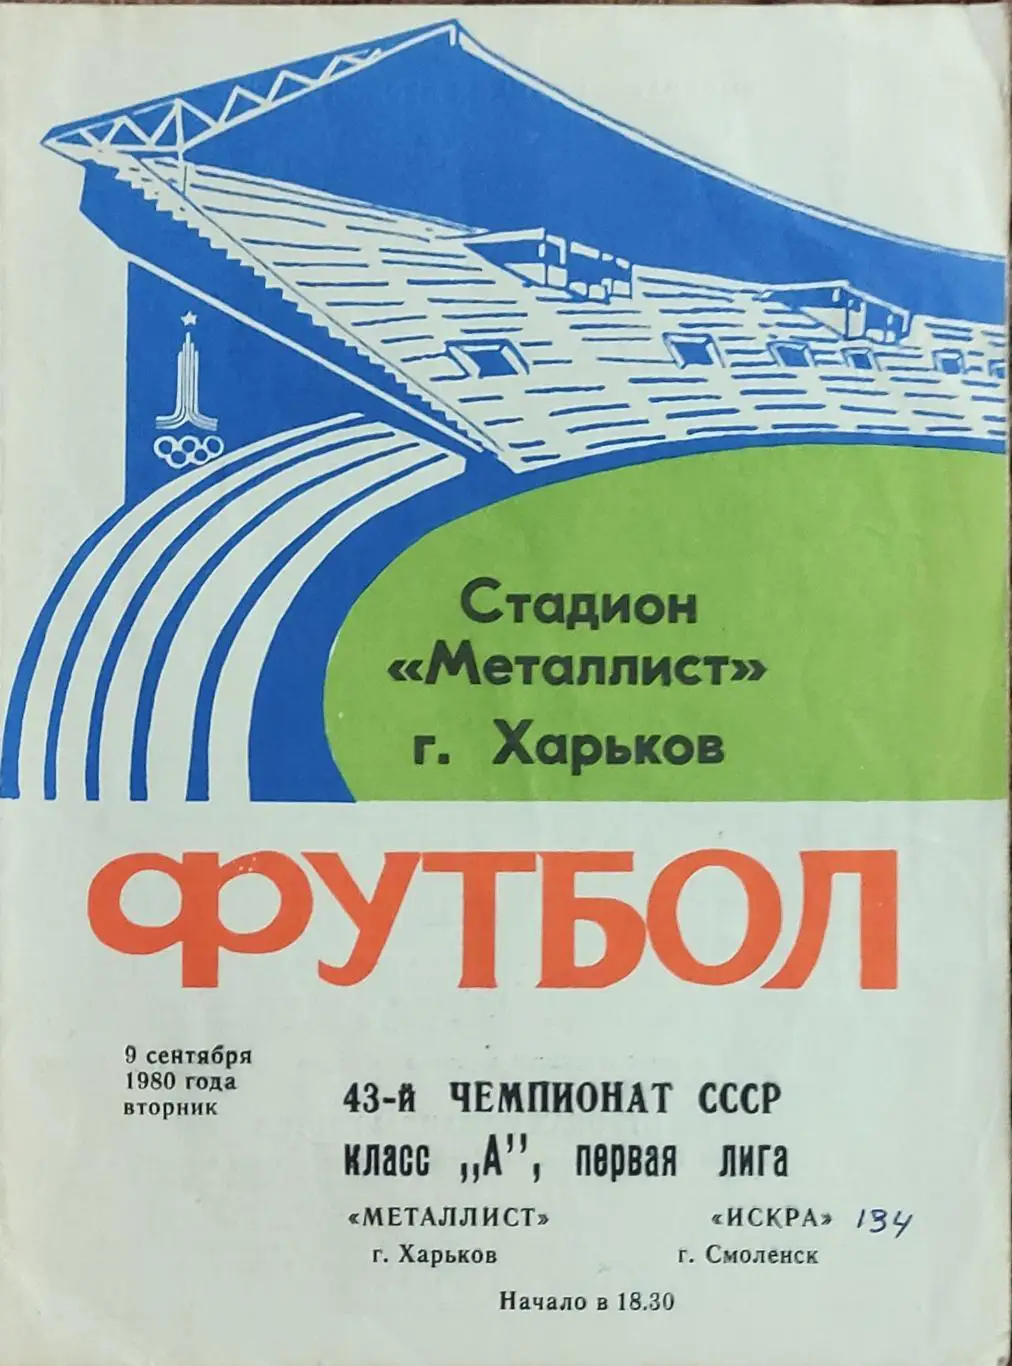 Стадион
«Металлист»
г. Харьков
ФУТБОЛ
9 сентября
1980 года
вторник
43-й ЧЕМПИОНАТ СССР
класс „А”, первая лига
«МЕТАЛЛИСТ» «ИСКРА» 134
г. Харьков г. Смоленск
Начало в 18.30